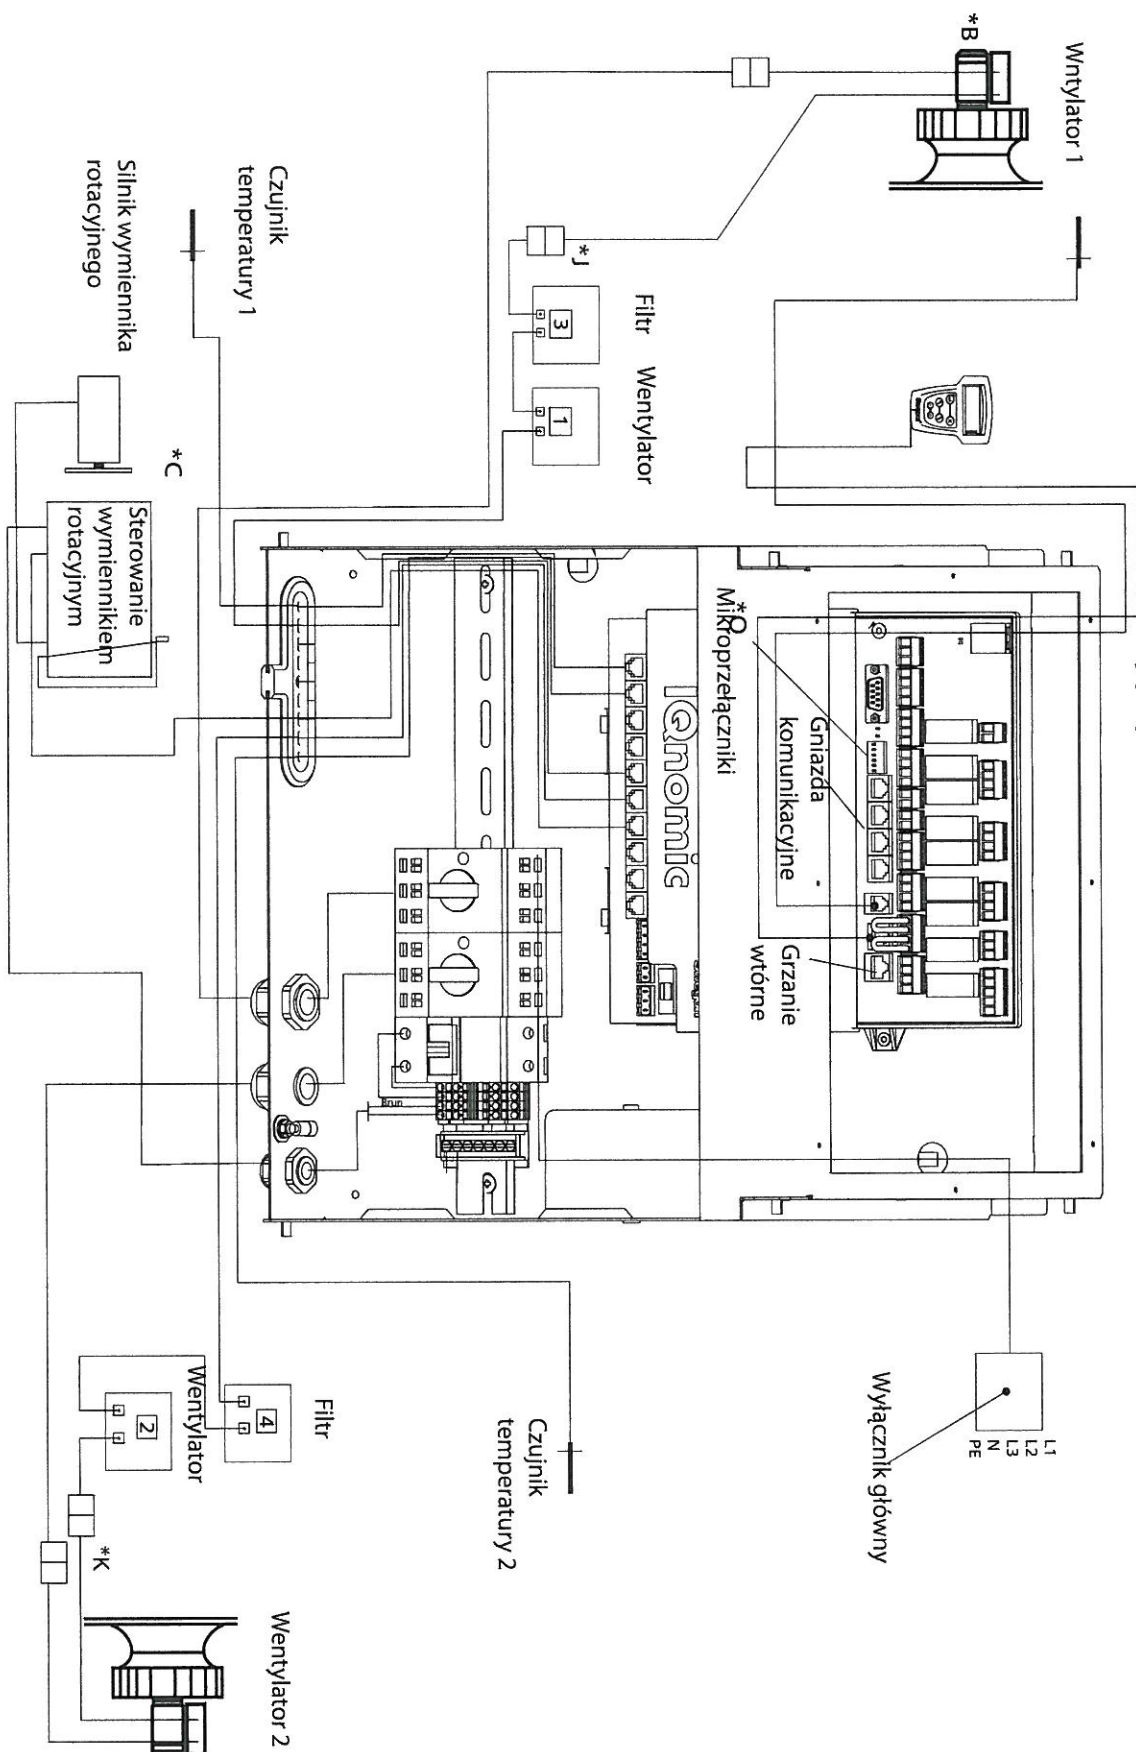 Wntylator 1
L1
L2
L3
N
PE
*B
Wyłącznik główny
Gniazda
komunikacyjne
Grzanie
wtórne
*O
Mikroprzełączniki
IQnomic
Filtr
Wentylator
*J
3
1
Czujnik
temperatury 2
Brun
Filtr
4
Czujnik
temperatury 1
Wentylator 2
Wentylator
2
*C
Silnik wymiennika
rotacyjnego
Sterowanie
wymiennikiem
rotacyjnym
*K